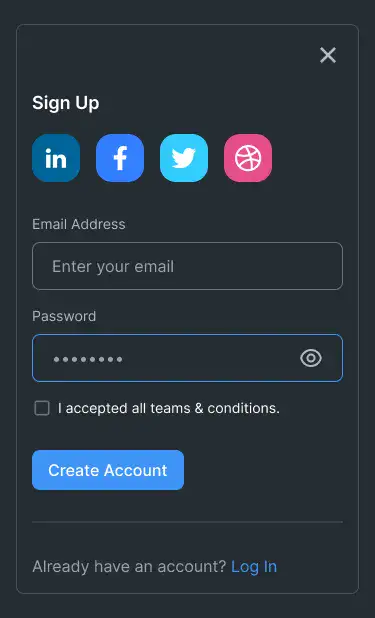 Sign Up
in
Email Address
Enter your email
Password
••••••••
I accepted all teams & conditions.
Create Account
Already have an account? Log In